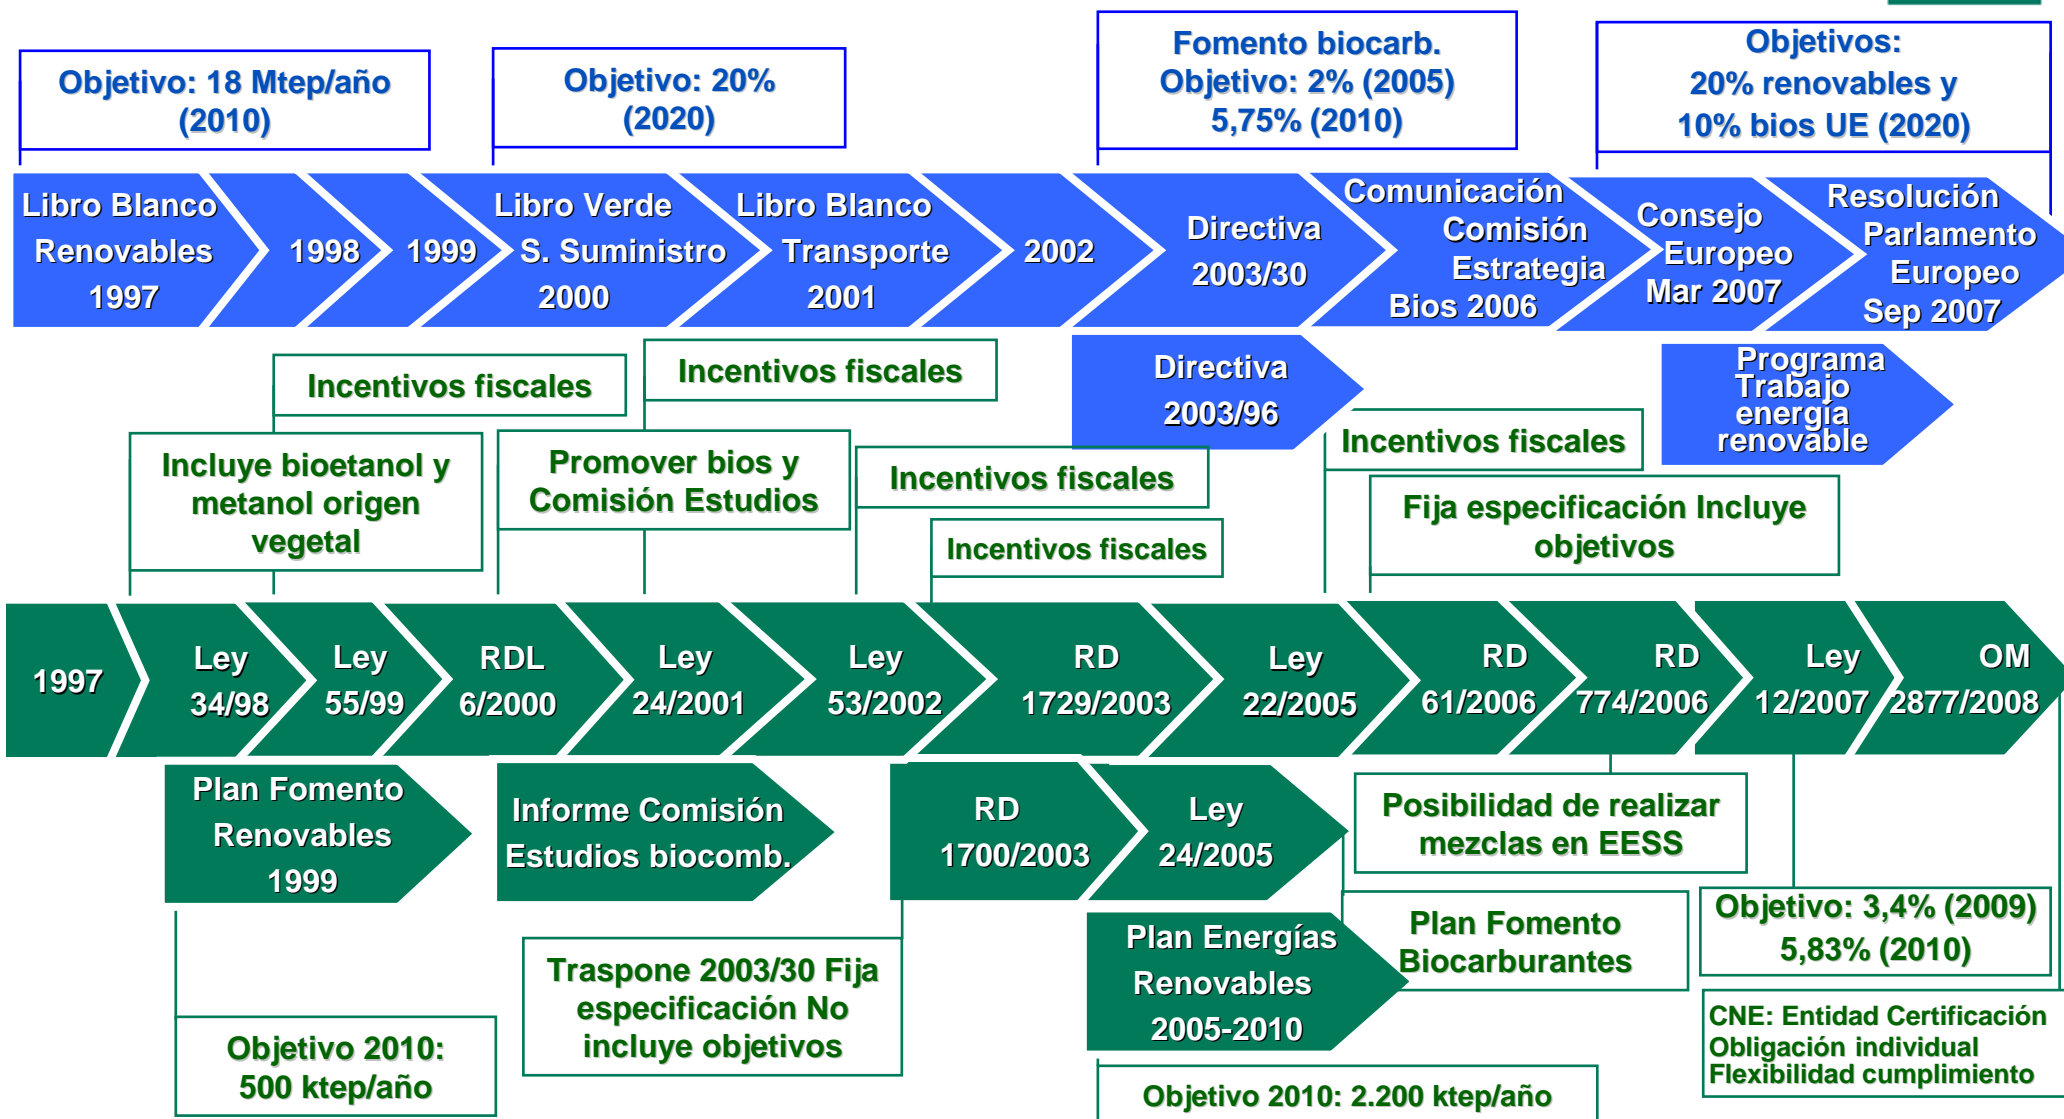 Objetivo: 18 Mtep/año
(2010)
Objetivo: 20%
(2020)
Fomento biocarb.
Objetivo: 2% (2005)
5,75% (2010)
Objetivos:
20% renovables y
10% bios UE (2020)
Libro Blanco
Renovables
1997
1998
1999
Libro Verde
S. Suministro
2000
Libro Blanco
Transporte
2001
2002
Directiva
2003/30
Comunicación
Comisión
Estrategia
Bios 2006
Consejo
Europeo
Mar 2007
Resolución
Parlamento
Europeo
Sep 2007
Directiva
2003/96
Programa
Trabajo
energía
renovable
Incentivos fiscales
Incentivos fiscales
Incluye bioetanol y
metanol origen
vegetal
Promover bios y
Comisión Estudios
Incentivos fiscales
Incentivos fiscales
Incentivos fiscales
Fija especificación Incluye
objetivos
1997
Ley
34/98
Ley
55/99
RDL
6/2000
Ley
24/2001
Ley
53/2002
RD
1729/2003
Ley
22/2005
RD
61/2006
RD
774/2006
Ley
12/2007
OM
2877/2008
Plan Fomento
Renovables
1999
Informe Comisión
Estudios biocomb.
RD
1700/2003
Ley
24/2005
Posibilidad de realizar
mezclas en EESS
Plan Energías
Renovables
2005-2010
Plan Fomento
Biocarburantes
Objetivo: 3,4% (2009)
5,83% (2010)
Traspone 2003/30 Fija
especificación No
incluye objetivos
CNE: Entidad Certificación
Obligación individual
Flexibilidad cumplimiento
Objetivo 2010:
500 ktep/año
Objetivo 2010: 2.200 ktep/año